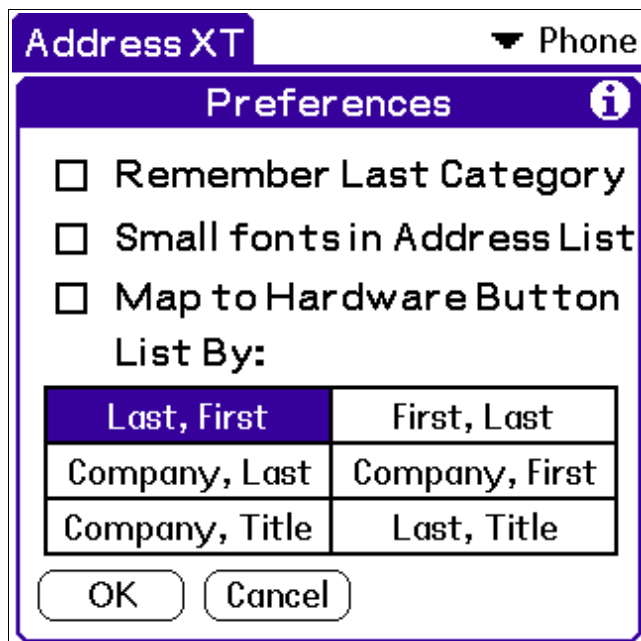 Address XT Phone
Preferences
Remember Last Category
Small fonts in Address List
Map to Hardware Button
List By:
Last, First First, Last
Company, Last Company, First
Company, Title Last, Title
OK Cancel